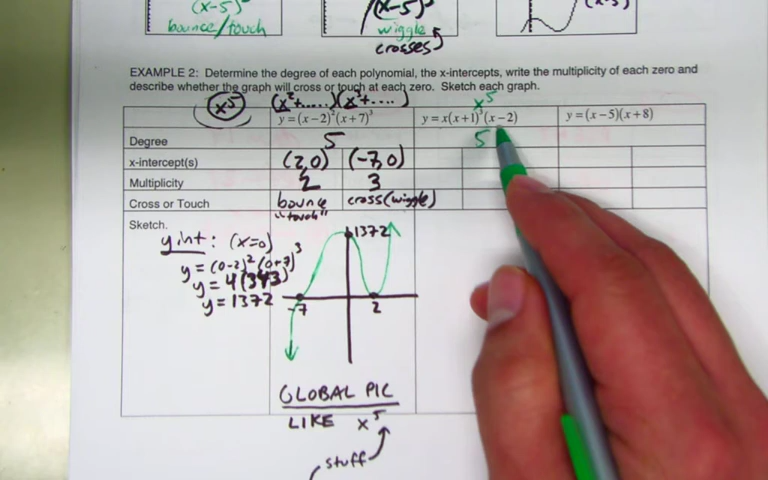 (x-5)
bounce/touch
(x-5)³
wiggle
crosses
(x-5)
EXAMPLE 2: Determine the degree of each polynomial, the x-intercepts, write the multiplicity of each zero and
describe whether the graph will cross or touch at each zero. Sketch each graph.
x⁵ (x²+.....)(x³+....) x⁵
y = (x−2)²(x+7)³ y = x(x+1)³(x−2) y = (x−5)(x+8)
Degree 5 5
x-intercept(s) (2,0) (-7,0)
Multiplicity 2 3
Cross or Touch bounce "touch" cross(wiggle)
Sketch.
yint: (x=0)
y = (0-2)²(0+7)³
y = 4(343)
y = 1372
1372
-7 2
GLOBAL PIC
LIKE x⁵
stuff